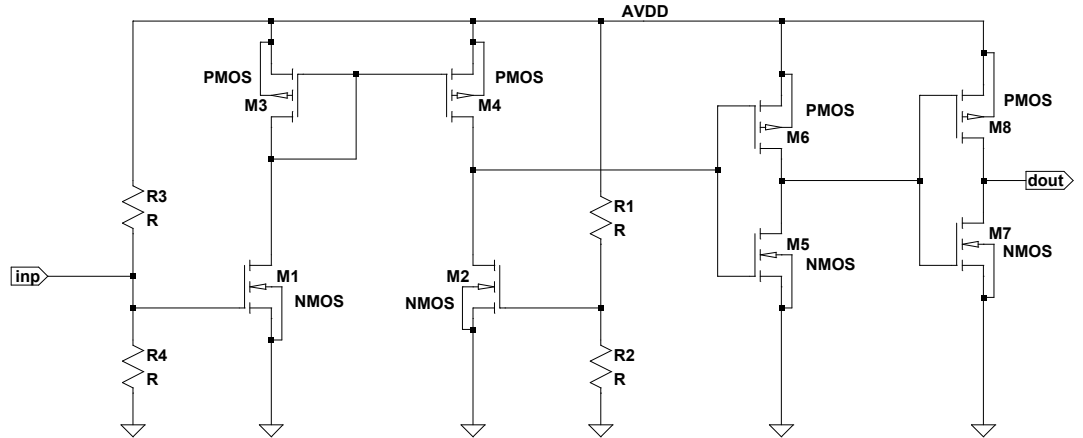 AVDD
PMOS
M3
PMOS
M4
PMOS
M6
PMOS
M8
dout
R3
R
R1
R
inp
M1
NMOS
M2
NMOS
M5
NMOS
M7
NMOS
R4
R
R2
R